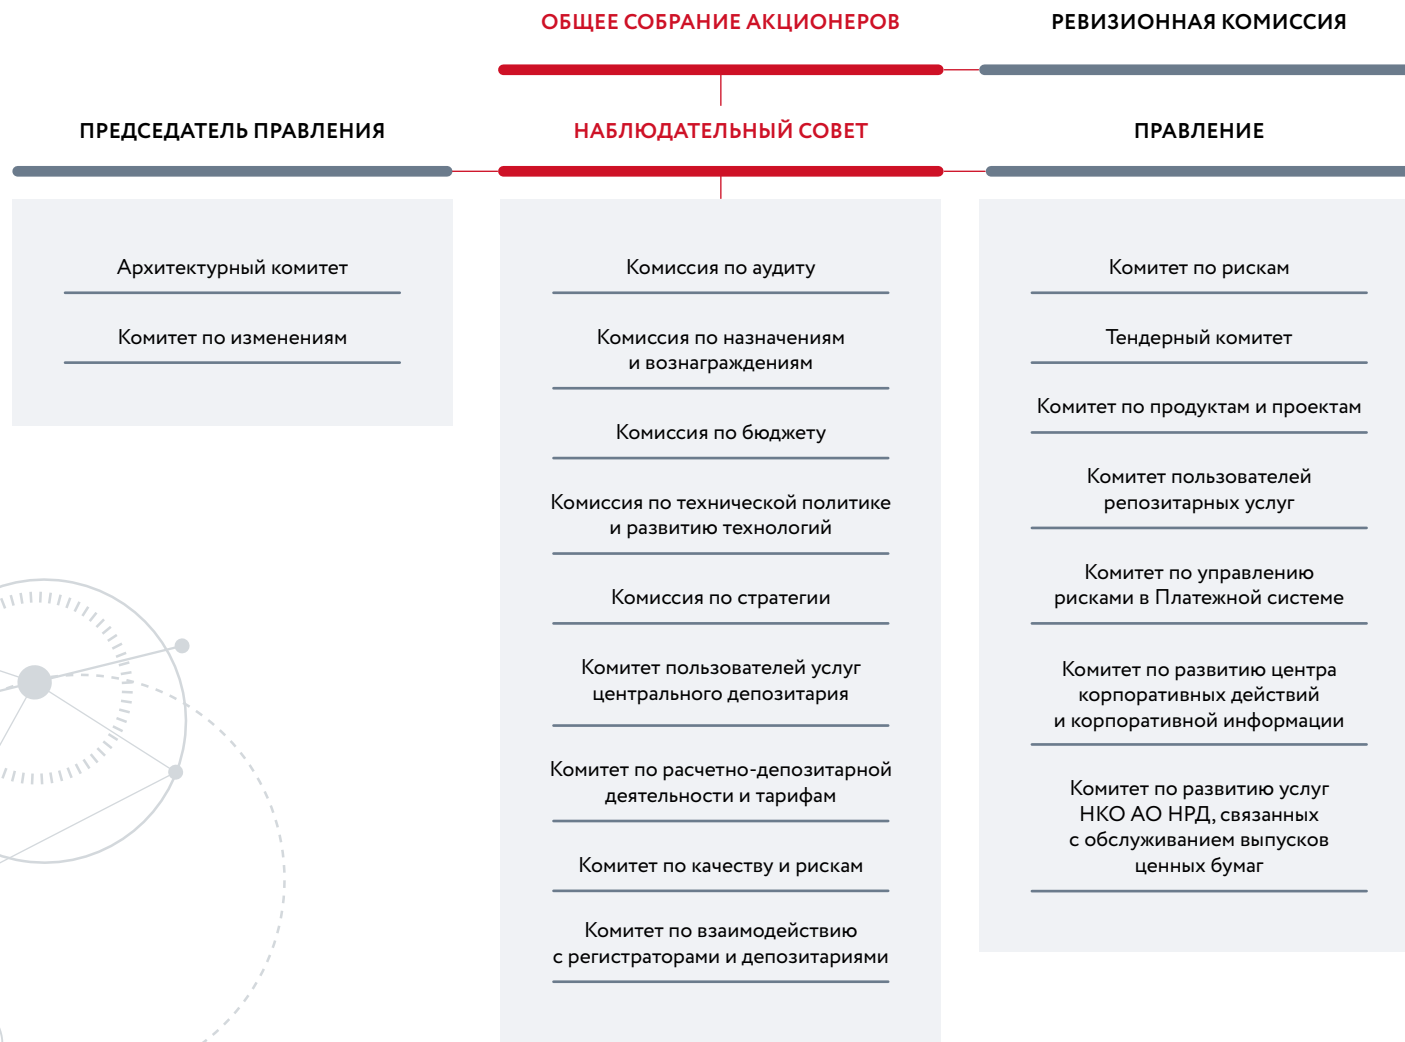 ОБЩЕЕ СОБРАНИЕ АКЦИОНЕРОВ
РЕВИЗИОННАЯ КОМИССИЯ
ПРЕДСЕДАТЕЛЬ ПРАВЛЕНИЯ
НАБЛЮДАТЕЛЬНЫЙ СОВЕТ
ПРАВЛЕНИЕ
Архитектурный комитет
Комитет по изменениям
Комиссия по аудиту
Комиссия по назначениям
и вознаграждениям
Комиссия по бюджету
Комиссия по технической политике
и развитию технологий
Комиссия по стратегии
Комитет пользователей услуг
центрального депозитария
Комитет по расчетно-депозитарной
деятельности и тарифам
Комитет по качеству и рискам
Комитет по взаимодействию
с регистраторами и депозитариями
Комитет по рискам
Тендерный комитет
Комитет по продуктам и проектам
Комитет пользователей
репозитарных услуг
Комитет по управлению
рисками в Платежной системе
Комитет по развитию центра
корпоративных действий
и корпоративной информации
Комитет по развитию услуг
НКО АО НРД, связанных
с обслуживанием выпусков
ценных бумаг